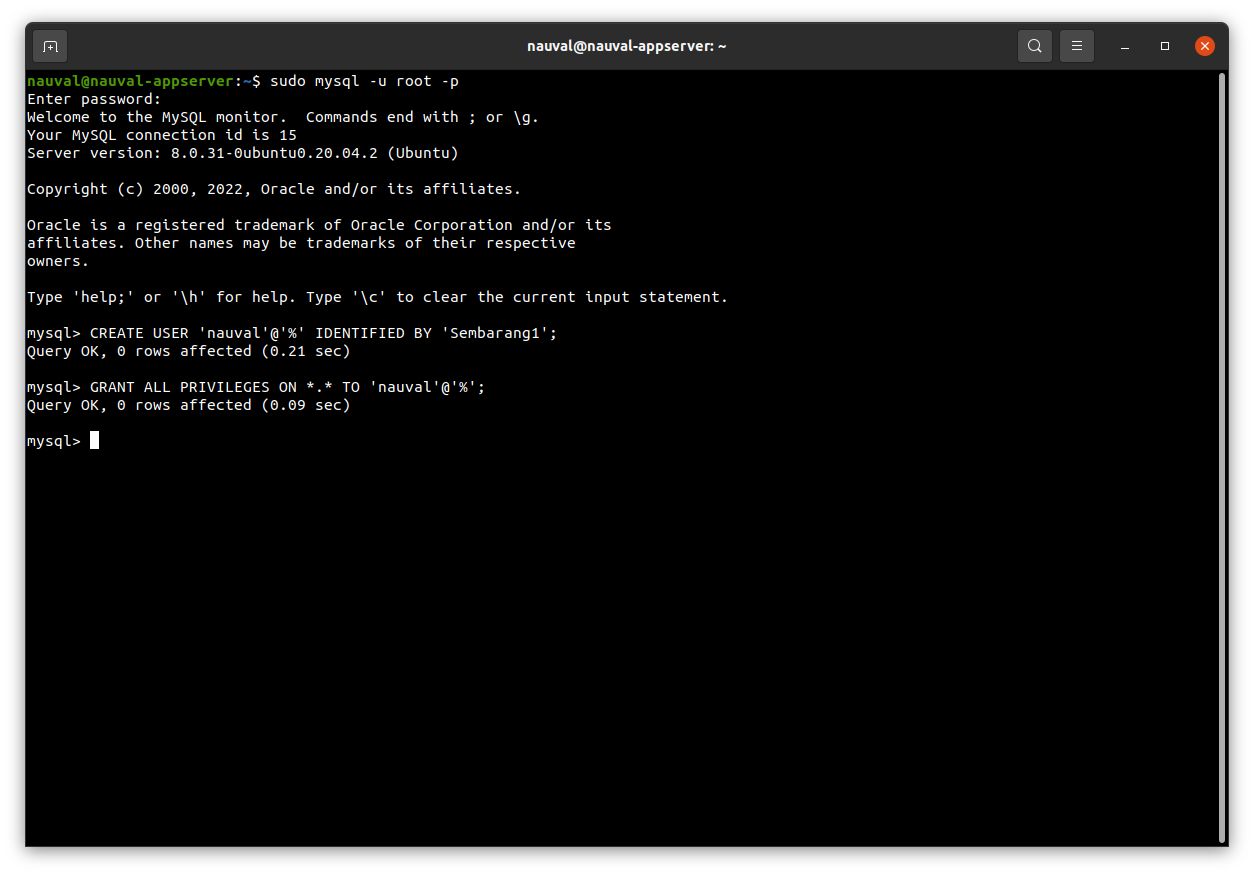 nauval@nauval-appserver: ~
nauval@nauval-appserver:~$ sudo mysql -u root -p
Enter password:
Welcome to the MySQL monitor.  Commands end with ; or \g.
Your MySQL connection id is 15
Server version: 8.0.31-0ubuntu0.20.04.2 (Ubuntu)
Copyright (c) 2000, 2022, Oracle and/or its affiliates.
Oracle is a registered trademark of Oracle Corporation and/or its
affiliates. Other names may be trademarks of their respective
owners.
Type 'help;' or '\h' for help. Type '\c' to clear the current input statement.
mysql> CREATE USER 'nauval'@'%' IDENTIFIED BY 'Sembarang1';
Query OK, 0 rows affected (0.21 sec)
mysql> GRANT ALL PRIVILEGES ON *.* TO 'nauval'@'%';
Query OK, 0 rows affected (0.09 sec)
mysql>